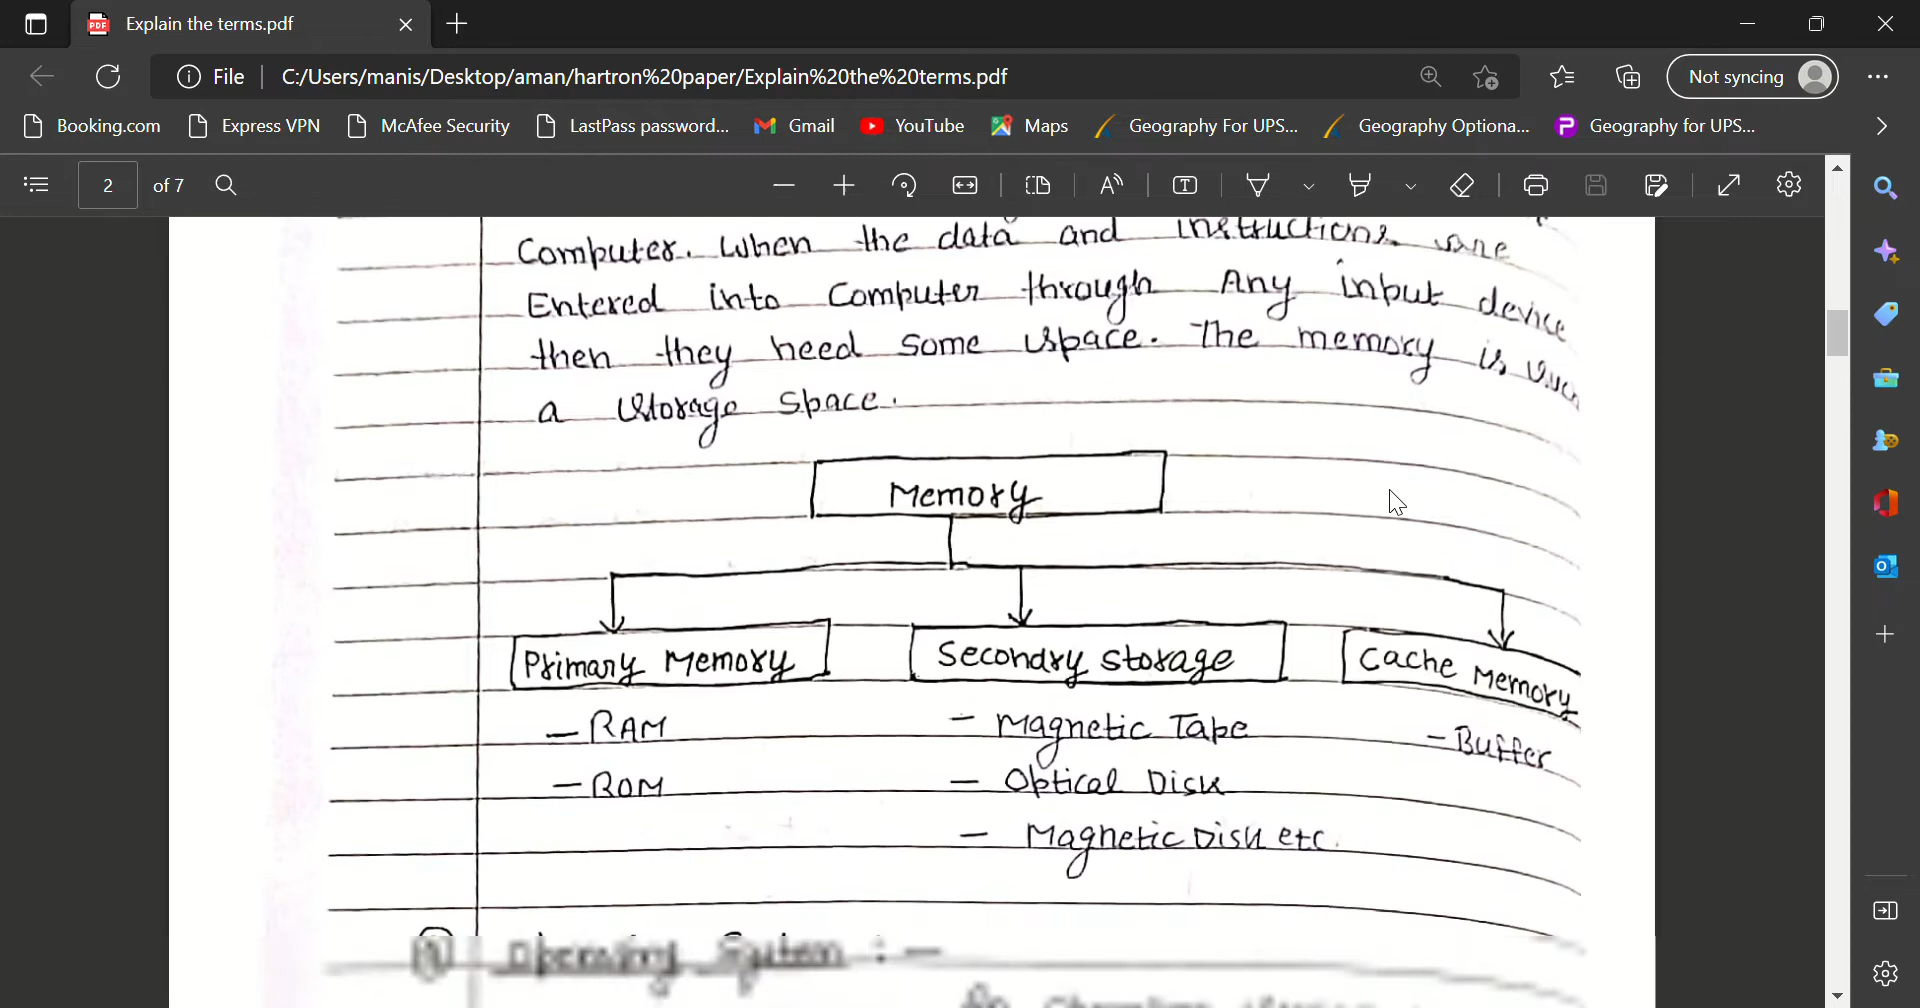 Explain the terms.pdf
File
C:/Users/manis/Desktop/aman/hartron%20paper/Explain%20the%20terms.pdf
Not syncing
Booking.com Express VPN McAfee Security LastPass password... Gmail YouTube Maps Geography For UPS... Geography Optiona... Geography for UPS...
2 of 7
Computer. When the data and instructions are
Entered into Computer through Any input device
then they need some space. The memory is such
a storage space.
Memory
Primary Memory Secondry Storage Cache Memory
- RAM - Magnetic Tape - Buffer
- ROM - Optical Disk
- Magnetic Disk etc.
Operating System : -